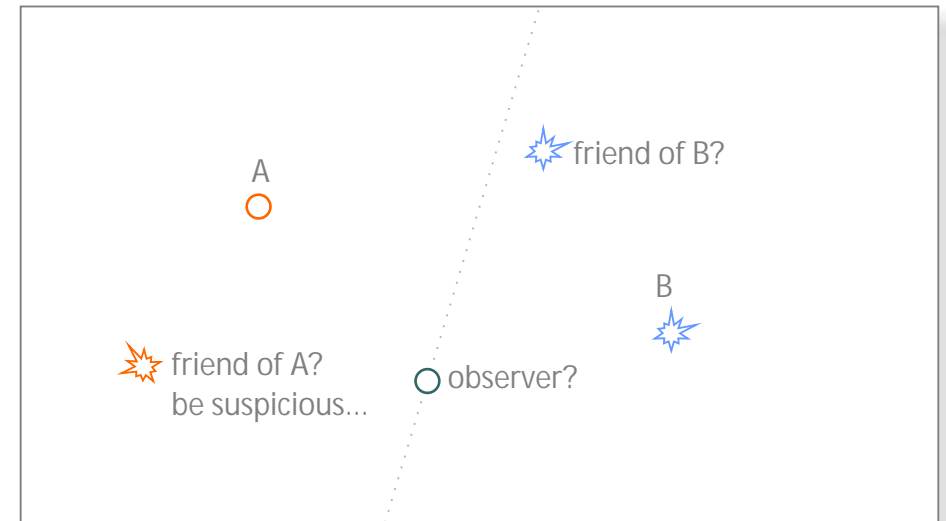 friend of B?
A
B
friend of A?
be suspicious...
observer?